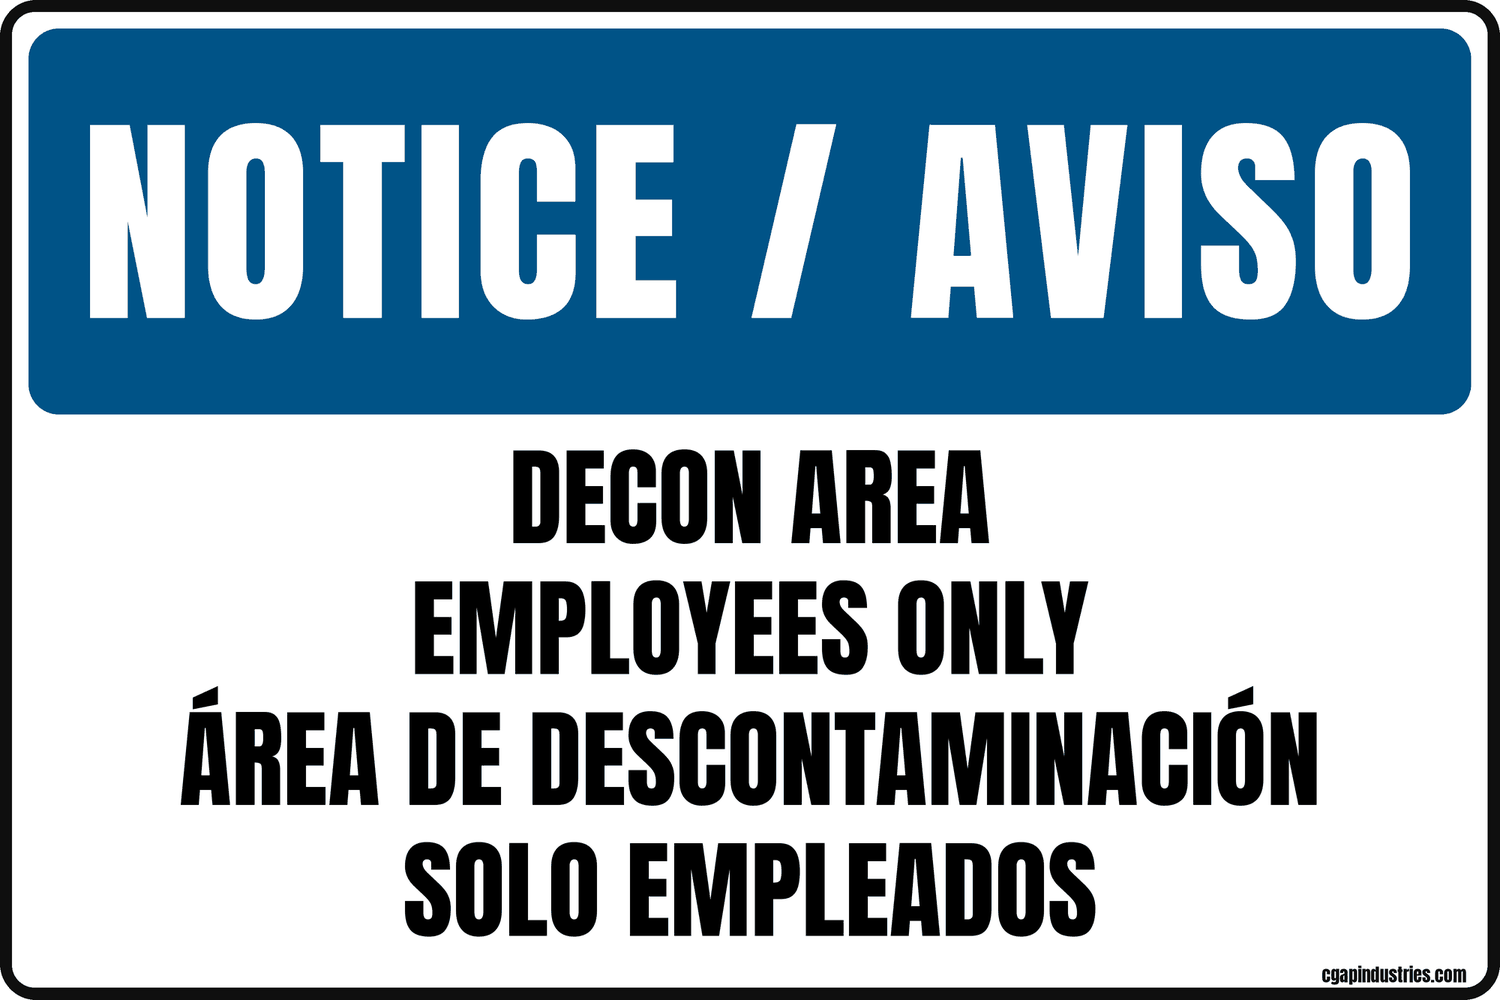 NOTICE / AVISO
DECON AREA
EMPLOYEES ONLY
ÁREA DE DESCONTAMINACIÓN
SOLO EMPLEADOS
cgapindustries.com